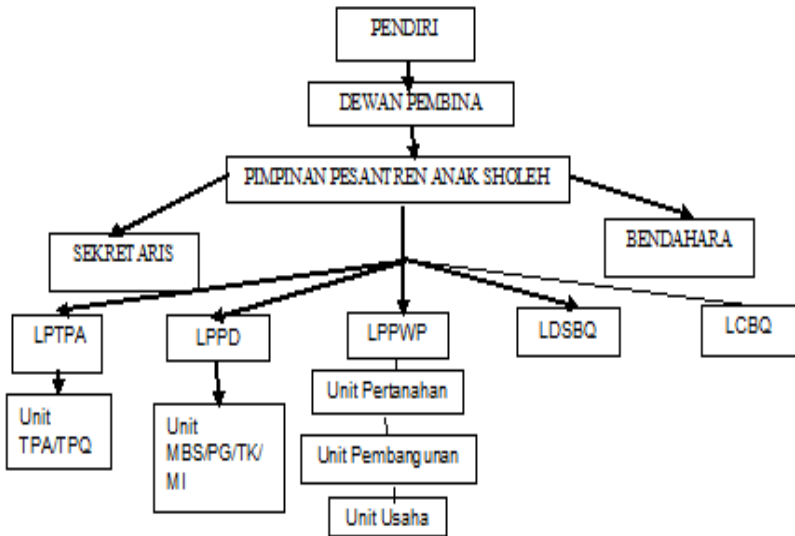 PENDIRI
DEWAN PEMBINA
PIMPINAN PESANTREN ANAK SHOLEH
SEKRETARIS
BENDAHARA
LPTPA
LPPD
LPPWP
LDSBQ
LCBQ
Unit
TPA/TPQ
Unit
MBS/PG/TK/
MI
Unit Pertanahan
Unit Pembangunan
Unit Usaha